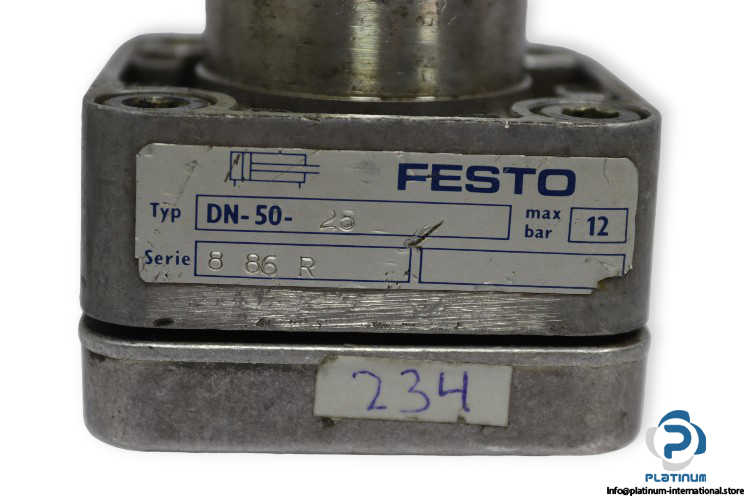 FESTO
Typ DN-50- 25 max bar 12
Serie 8 86 R
234
PLATINUM
Info@platinum-international.store